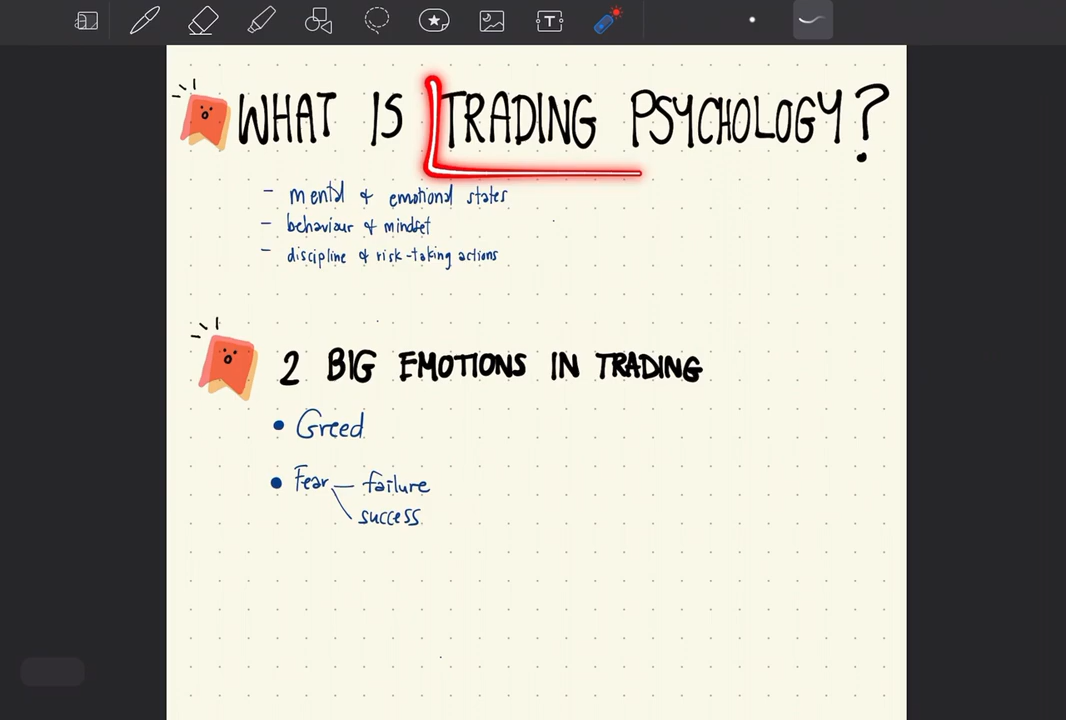 WHAT IS TRADING PSYCHOLOGY?
- mental & emotional states
- behaviour & mindset
- discipline & risk-taking actions
2 BIG EMOTIONS IN TRADING
• Greed
• Fear — failure
success